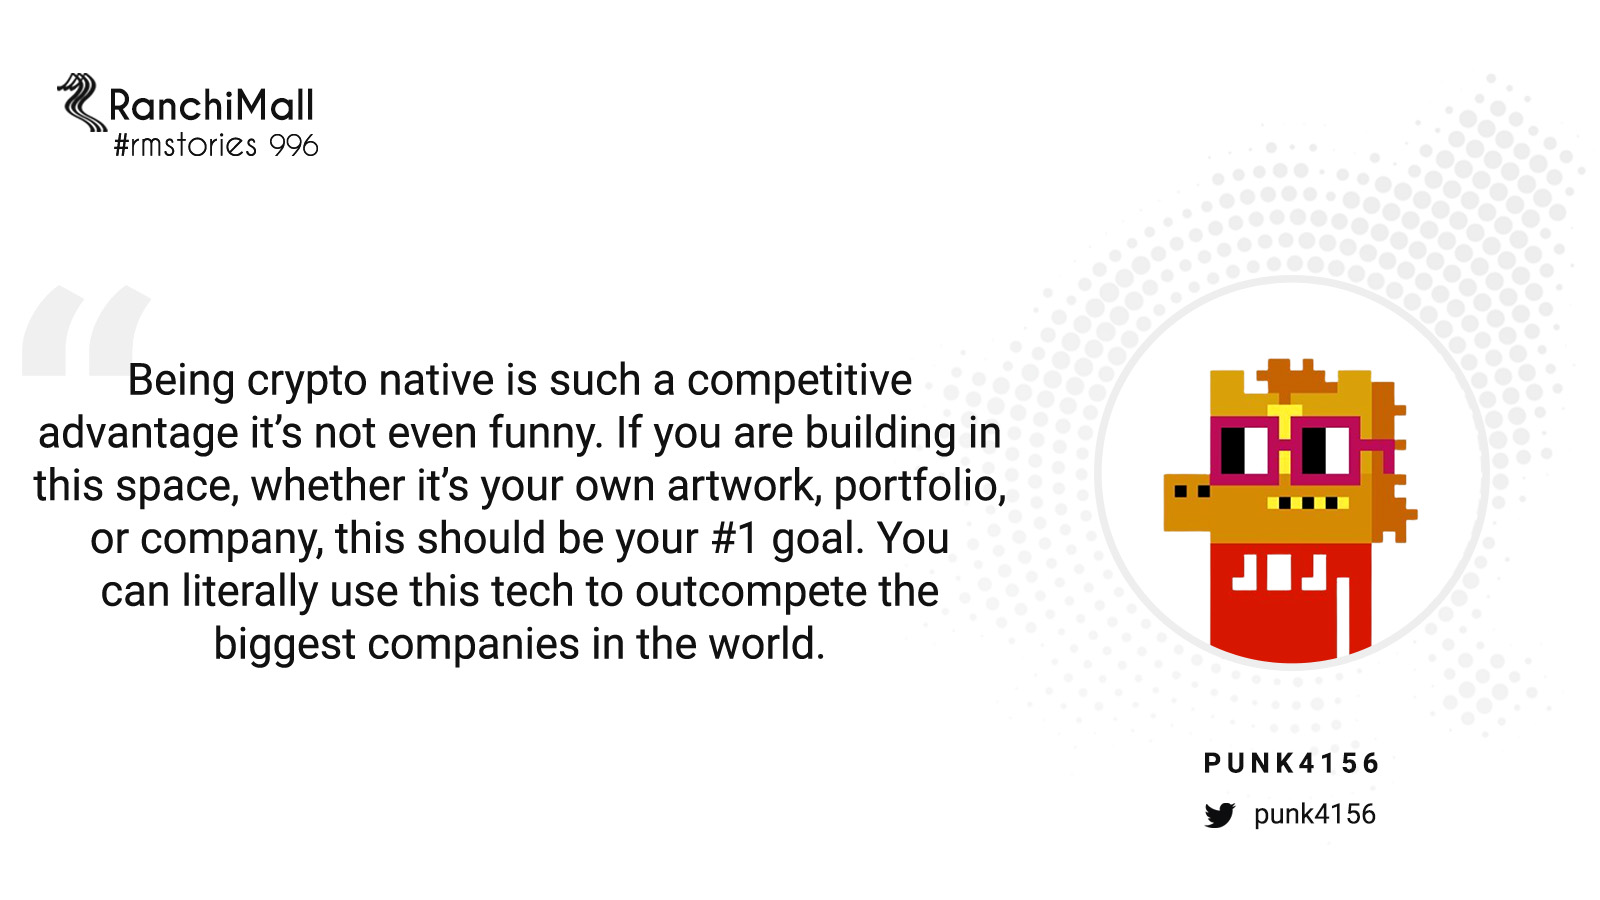 RanchiMall
#rmstories 996
Being crypto native is such a competitive
advantage it’s not even funny. If you are building in
this space, whether it’s your own artwork, portfolio,
or company, this should be your #1 goal. You
can literally use this tech to outcompete the
biggest companies in the world.
PUNK4156
punk4156